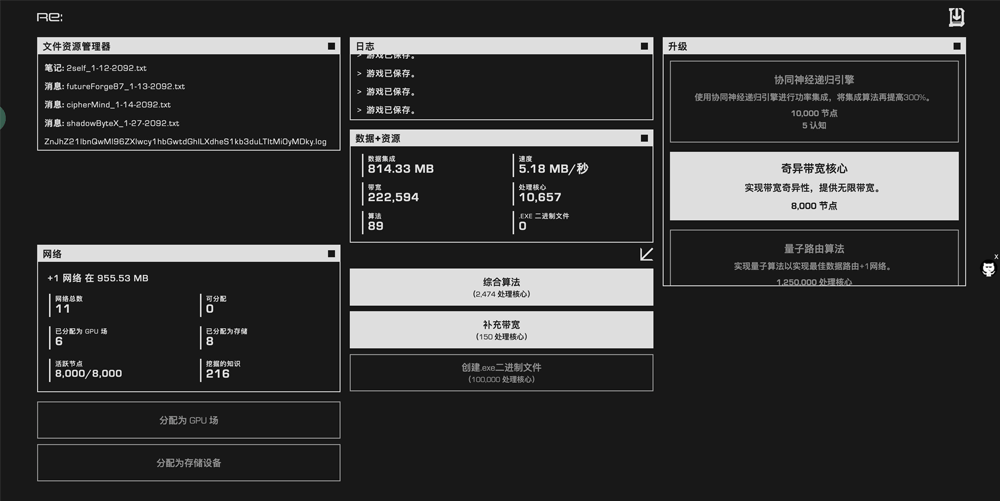 RE:
文件资源管理器
笔记: 2self_1-12-2092.txt
消息: futureForge87_1-13-2092.txt
消息: cipherMind_1-14-2092.txt
消息: shadowByteX_1-27-2092.txt
日志
> 游戏已保存。
> 游戏已保存。
> 游戏已保存。
> 游戏已保存。
数据+资源
数据集成
814.33 MB
速度
5.18 MB/秒
带宽
222,594
处理核心
10,657
算法
89
.EXE 二进制文件
0
综合算法
(2,474 处理核心)
补充带宽
(150 处理核心)
创建.exe二进制文件
(100,000 处理核心)
网络
+1 网络 在 955.53 MB
网络总数
11
可分配
0
已分配为 GPU 场
6
已分配为存储
8
活跃节点
8,000/8,000
挖掘的知识
216
分配为 GPU 场
分配为存储设备
升级
协同神经递归引擎
使用协同神经递归引擎进行功率集成，将集成算法再提高300%。
10,000 节点
5 认知
奇异带宽核心
实现带宽奇异性，提供无限带宽。
8,000 节点
量子路由算法
实现量子算法以实现最佳数据路由+1网络。
1,250,000 处理核心
x